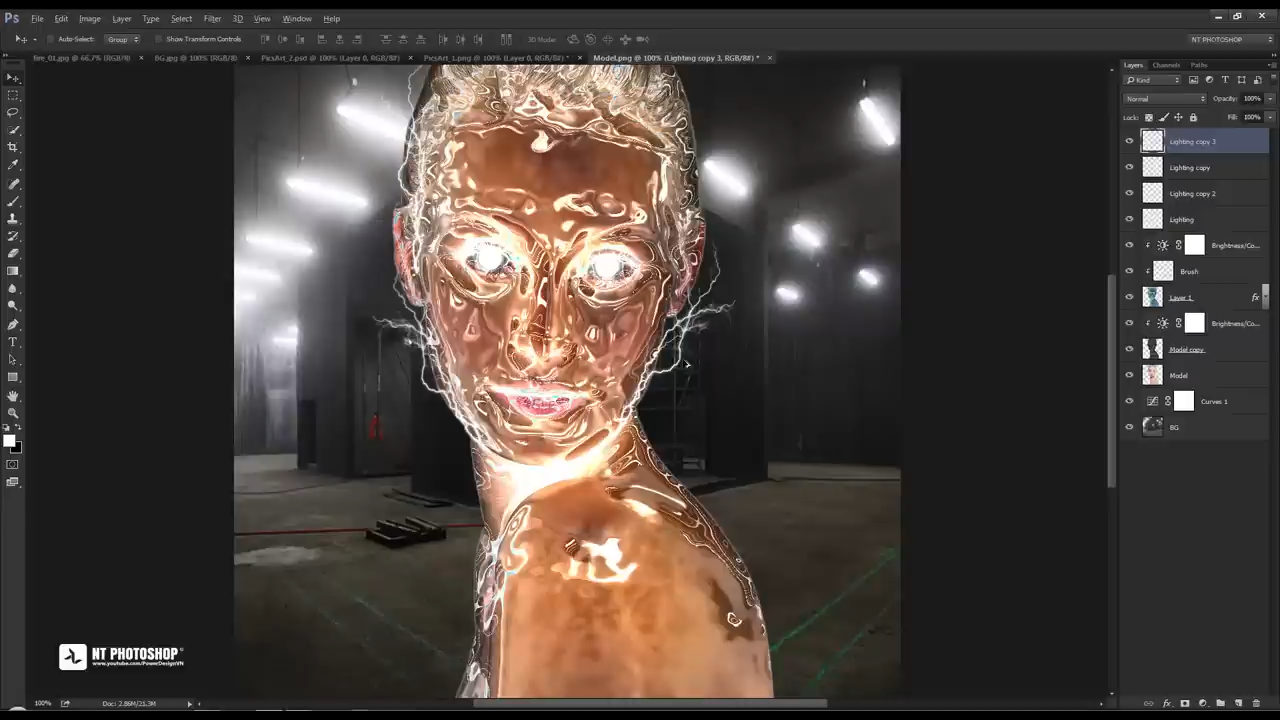 Ps File Edit Image Layer Type Select Filter 3D View Window Help
Auto-Select: Group Show Transform Controls 3D Mode: NT PHOTOSHOP
fire_01.jpg @ 66.7% (RGB/8) × BG.jpg @ 100% (RGB/8) × PicsArt_2.psd @ 100% (Layer 0, RGB/8#) × PicsArt_1.png @ 100% (Layer 0, RGB/8#) * × Model.png @ 100% (Lighting copy 3, RGB/8#) * ×
Layers Channels Paths
Kind
Normal Opacity: 100%
Lock: Fill: 100%
Lighting copy 3
Lighting copy
Lighting copy 2
Lighting
Brightness/Co...
Brush
Layer 1 fx
Brightness/Co...
Model copy
Model
Curves 1
BG
NT PHOTOSHOP
www.youtube.com/PowerDesignVN
100% Doc: 2.86M/25.3M